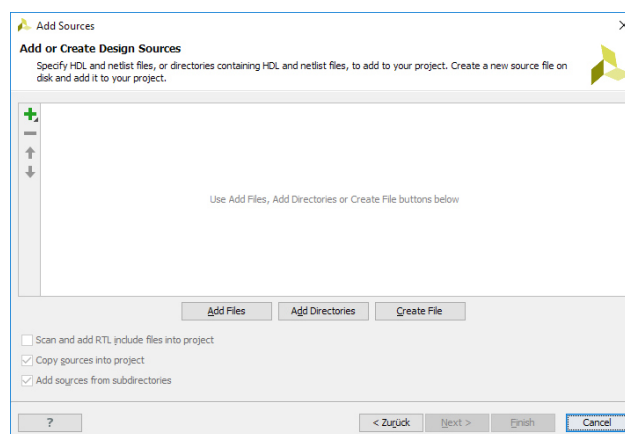 Add Sources
Add or Create Design Sources
Specify HDL and netlist files, or directories containing HDL and netlist files, to add to your project. Create a new source file on
disk and add it to your project.
Use Add Files, Add Directories or Create File buttons below
Add Files Add Directories Create File
Scan and add RTL include files into project
Copy sources into project
Add sources from subdirectories
? < Zurück Next > Finish Cancel